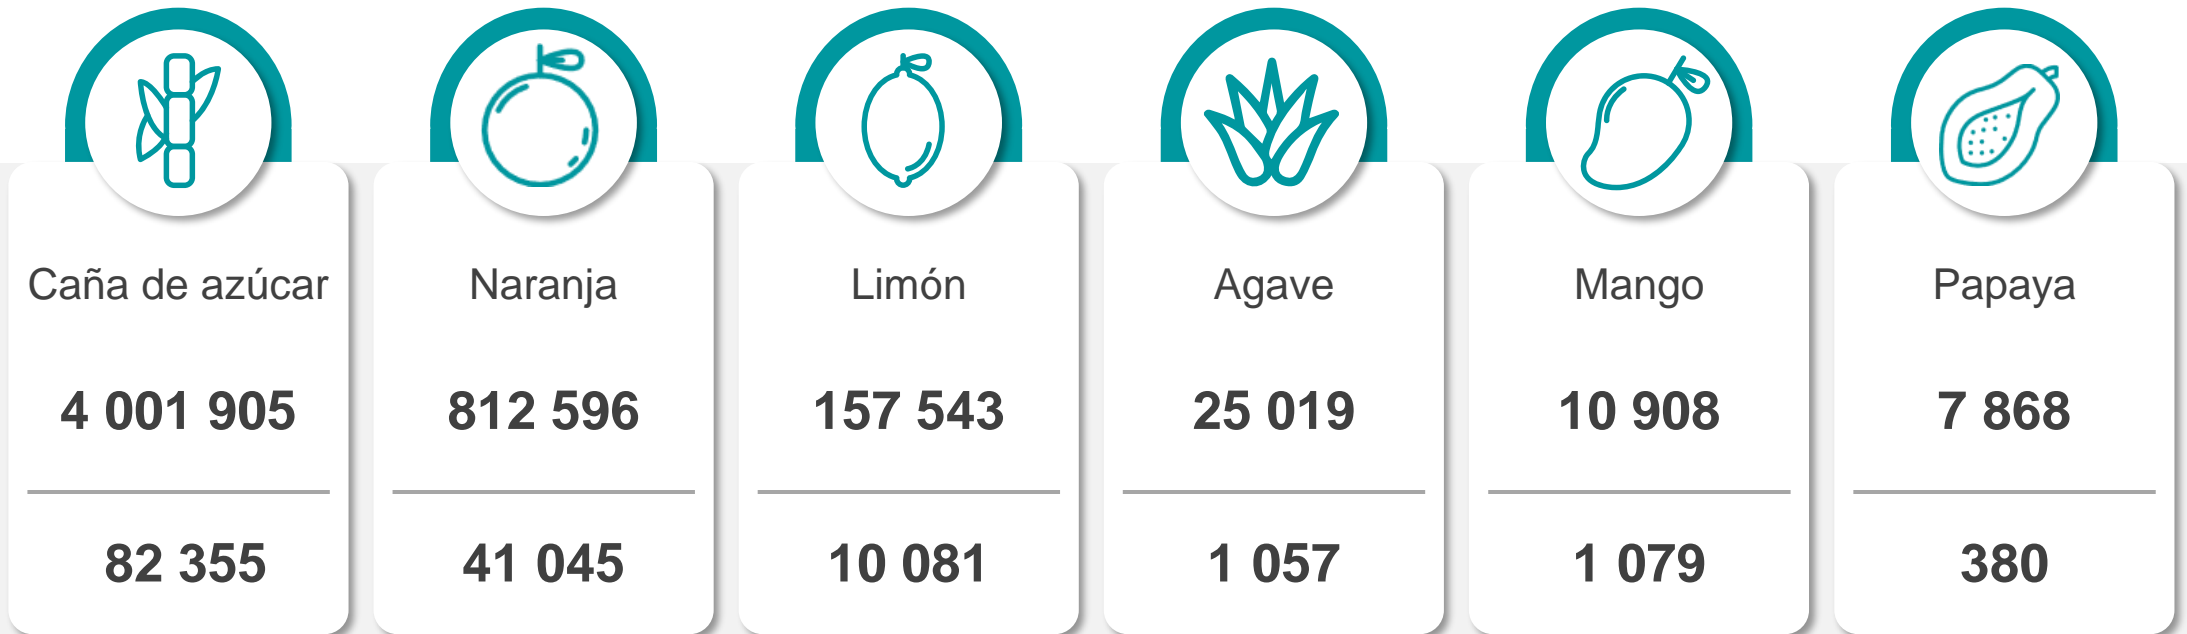 Caña de azúcar
4 001 905
82 355
Naranja
812 596
41 045
Limón
157 543
10 081
Agave
25 019
1 057
Mango
10 908
1 079
Papaya
7 868
380